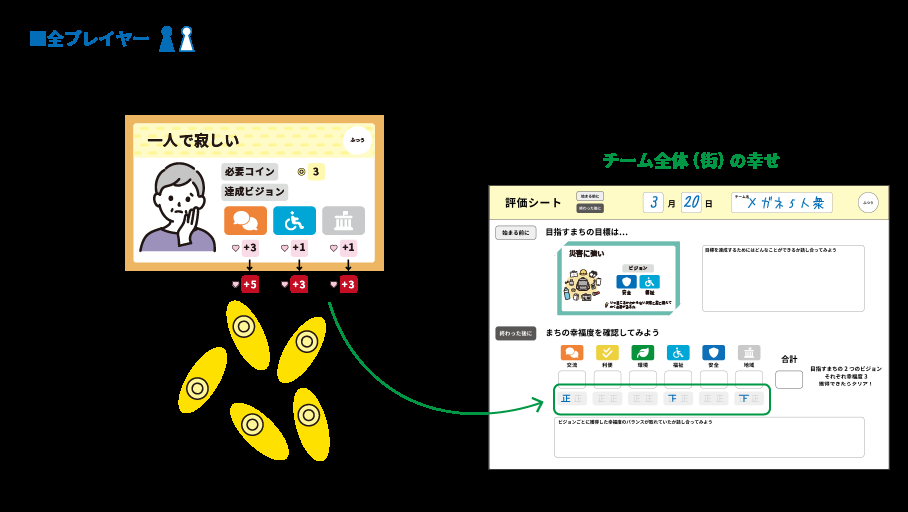 ■全プレイヤー
一人で寂しい
ふつう
必要コイン
3
達成ビジョン
+3
+1
+1
+5
+3
+3
チーム全体（街）の幸せ
評価シート
始まる前に
終わった後に
3月20日
チーム名
メガネ5人衆
ふつう
始まる前に
目指すまちの目標は…
災害に強い
ビジョン
安全
福祉
目標を達成するためにはどんなことができるか話し合ってみよう
終わった後に
まちの幸福度を確認してみよう
交流
利便
環境
福祉
安全
地域
合計
目指すまちの２つのビジョン
それぞれ幸福度３
獲得できたらクリア！
正 正
正 正
正 正
下 正
正 正
下 正
ビジョンごとに獲得した幸福度のバランスが取れていたか話し合ってみよう